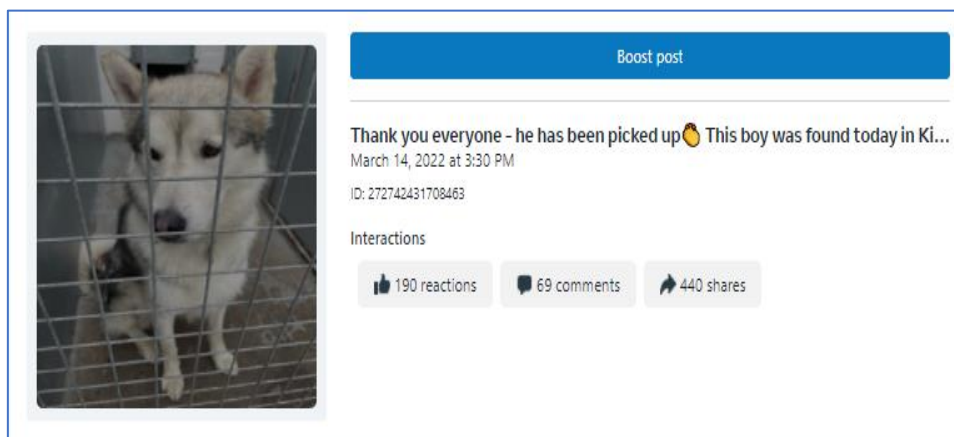 Boost post
Thank you everyone - he has been picked up👏 This boy was found today in Ki...
March 14, 2022 at 3:30 PM
ID: 272742431708463
Interactions
190 reactions
69 comments
440 shares